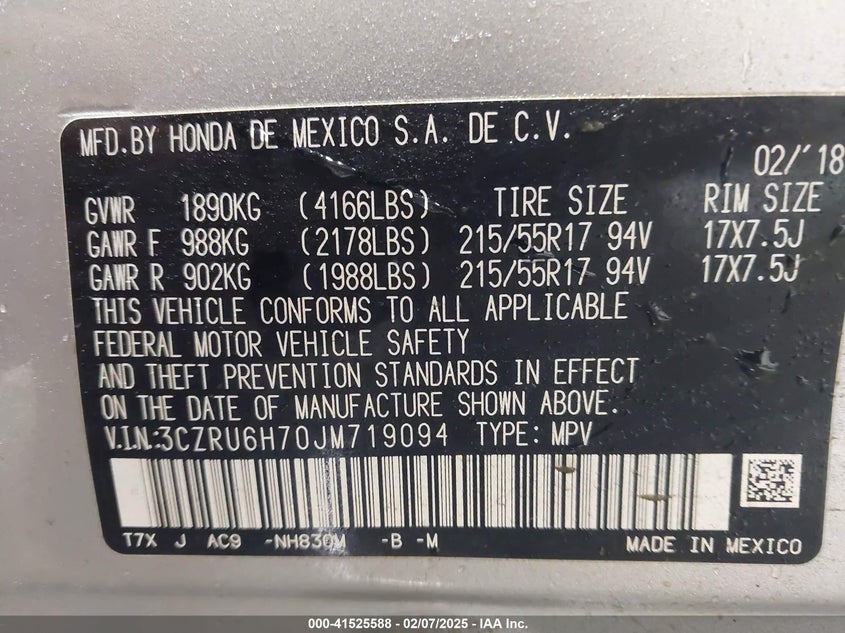 MFD.BY HONDA DE MEXICO S.A. DE C.V.
02/'18
GVWR 1890KG (4166LBS) TIRE SIZE RIM SIZE
GAWR F 988KG (2178LBS) 215/55R17 94V 17X7.5J
GAWR R 902KG (1988LBS) 215/55R17 94V 17X7.5J
THIS VEHICLE CONFORMS TO ALL APPLICABLE
FEDERAL MOTOR VEHICLE SAFETY
AND THEFT PREVENTION STANDARDS IN EFFECT
ON THE DATE OF MANUFACTURE SHOWN ABOVE.
V.I.N.:3CZRU6H70JM719094 TYPE: MPV
T7X J AC9 -NH830M -B -M
MADE IN MEXICO
000-41525588 - 02/07/2025 - IAA Inc.